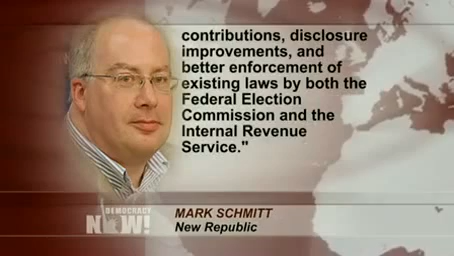 contributions, disclosure
improvements, and
better enforcement of
existing laws by both the
Federal Election
Commission and the
Internal Revenue
Service."
DEMOCRACY
NOW!
MARK SCHMITT
New Republic